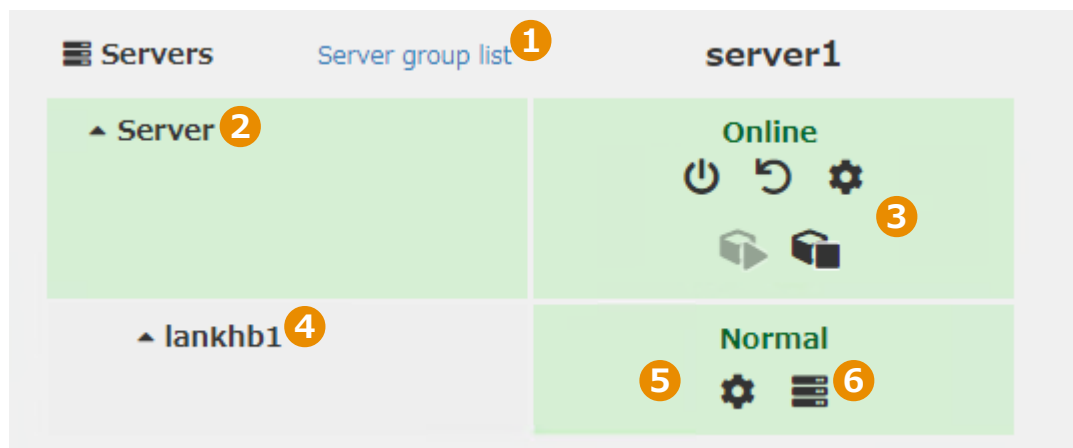 Servers Server group list 1 server1
Server 2 Online
3
lankhb1 4 Normal
5 6